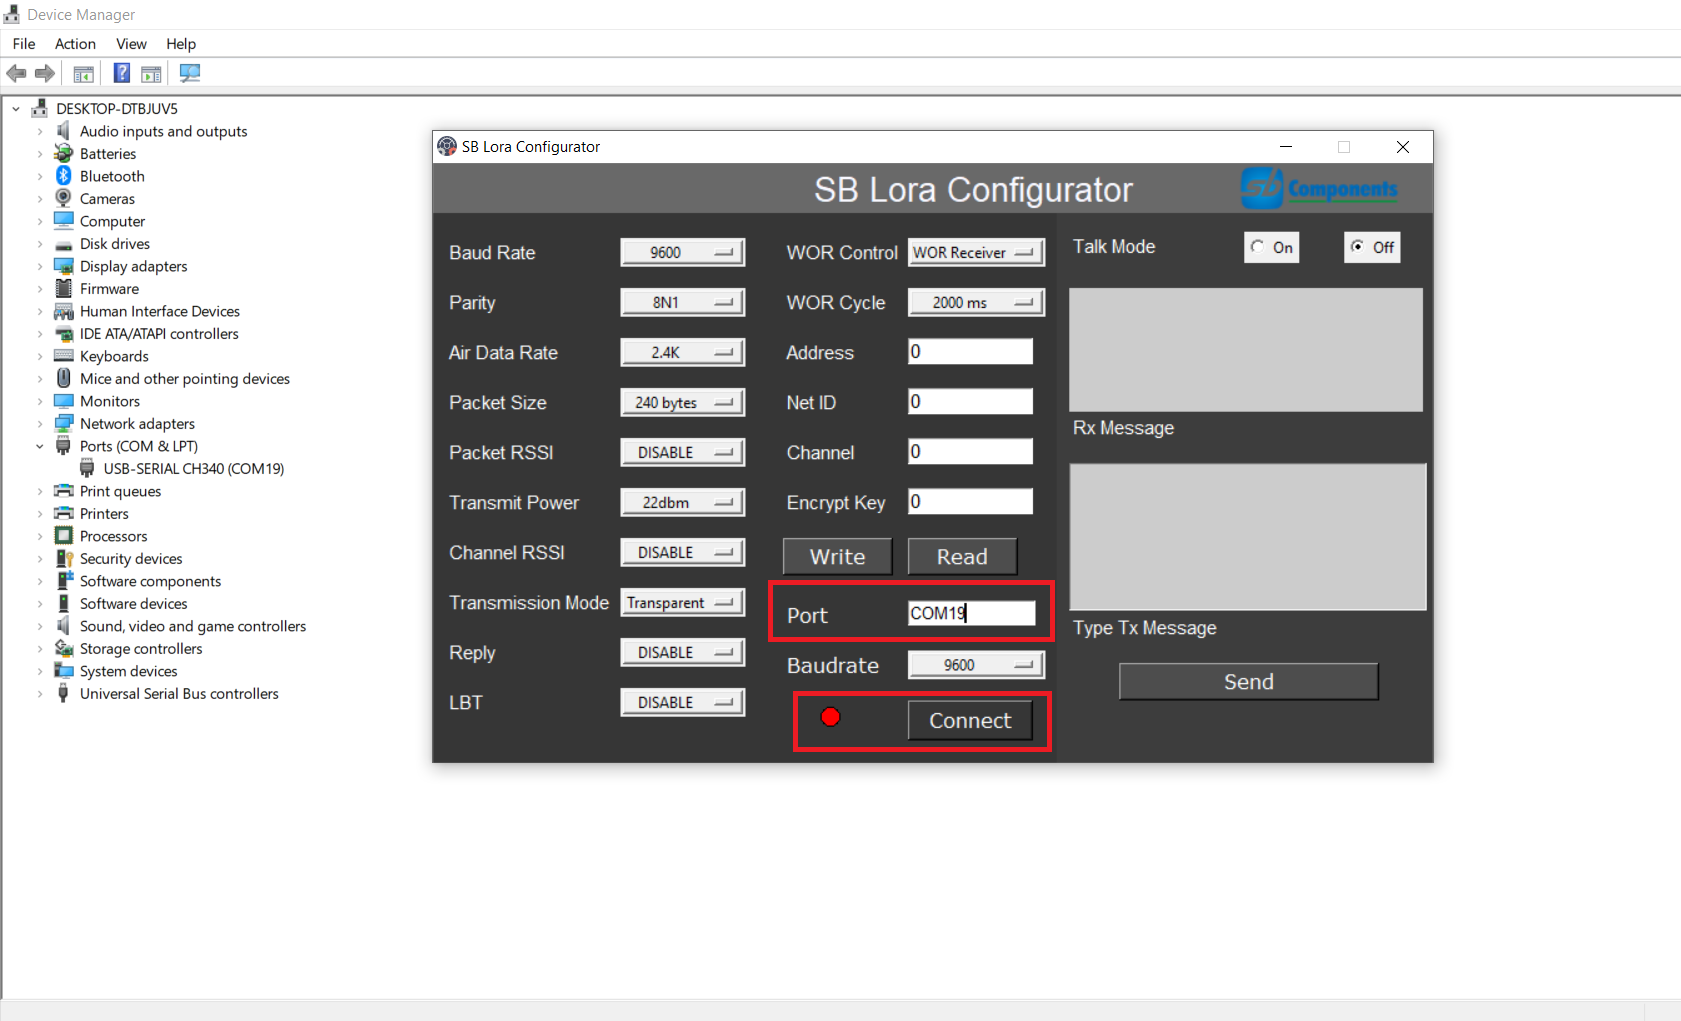 Device Manager
File Action View Help
DESKTOP-DTBJUV5
Audio inputs and outputs
Batteries
Bluetooth
Cameras
Computer
Disk drives
Display adapters
Firmware
Human Interface Devices
IDE ATA/ATAPI controllers
Keyboards
Mice and other pointing devices
Monitors
Network adapters
Ports (COM & LPT)
USB-SERIAL CH340 (COM19)
Print queues
Printers
Processors
Security devices
Software components
Software devices
Sound, video and game controllers
Storage controllers
System devices
Universal Serial Bus controllers
SB Lora Configurator
SB Lora Configurator
sb Components
Baud Rate 9600
Parity 8N1
Air Data Rate 2.4K
Packet Size 240 bytes
Packet RSSI DISABLE
Transmit Power 22dbm
Channel RSSI DISABLE
Transmission Mode Transparent
Reply DISABLE
LBT DISABLE
WOR Control WOR Receiver
WOR Cycle 2000 ms
Address 0
Net ID 0
Channel 0
Encrypt Key 0
Write Read
Port COM19
Baudrate 9600
Connect
Talk Mode On Off
Rx Message
Type Tx Message
Send